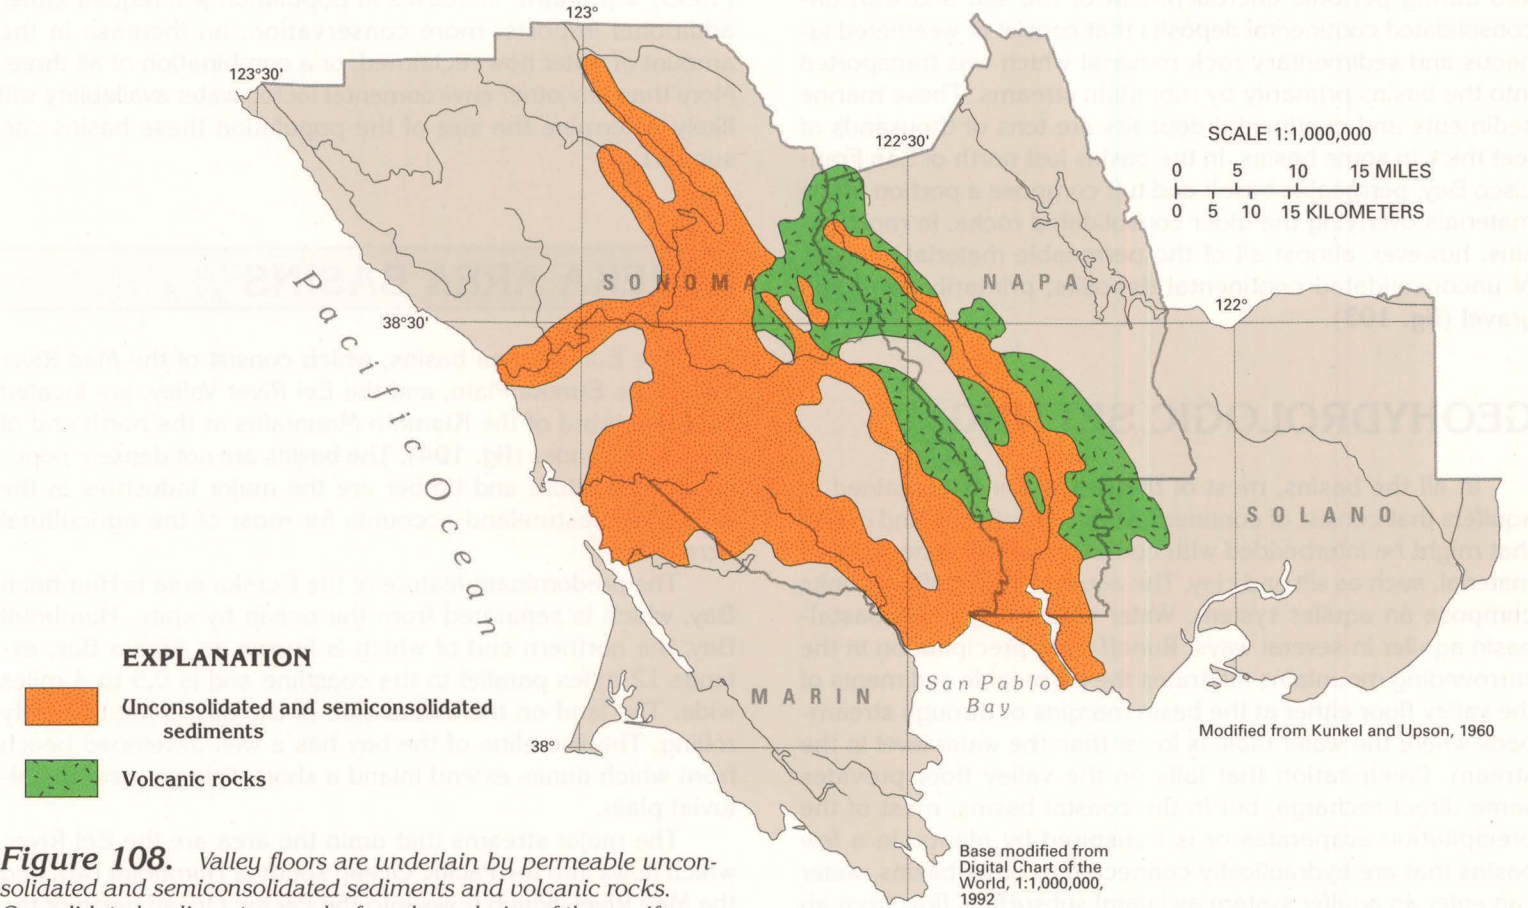 123°
123°30'
122°30'
SCALE 1:1,000,000
0 5 10 15 MILES
0 5 10 15 KILOMETERS
SONOMA
NAPA
122°
38°30'
Pacific Ocean
SOLANO
EXPLANATION
Unconsolidated and semiconsolidated
sediments
Volcanic rocks
MARIN
San Pablo
Bay
38°
Modified from Kunkel and Upson, 1960
Base modified from
Digital Chart of the
World, 1:1,000,000,
1992
Figure 108. Valley floors are underlain by permeable uncon-
solidated and semiconsolidated sediments and volcanic rocks.